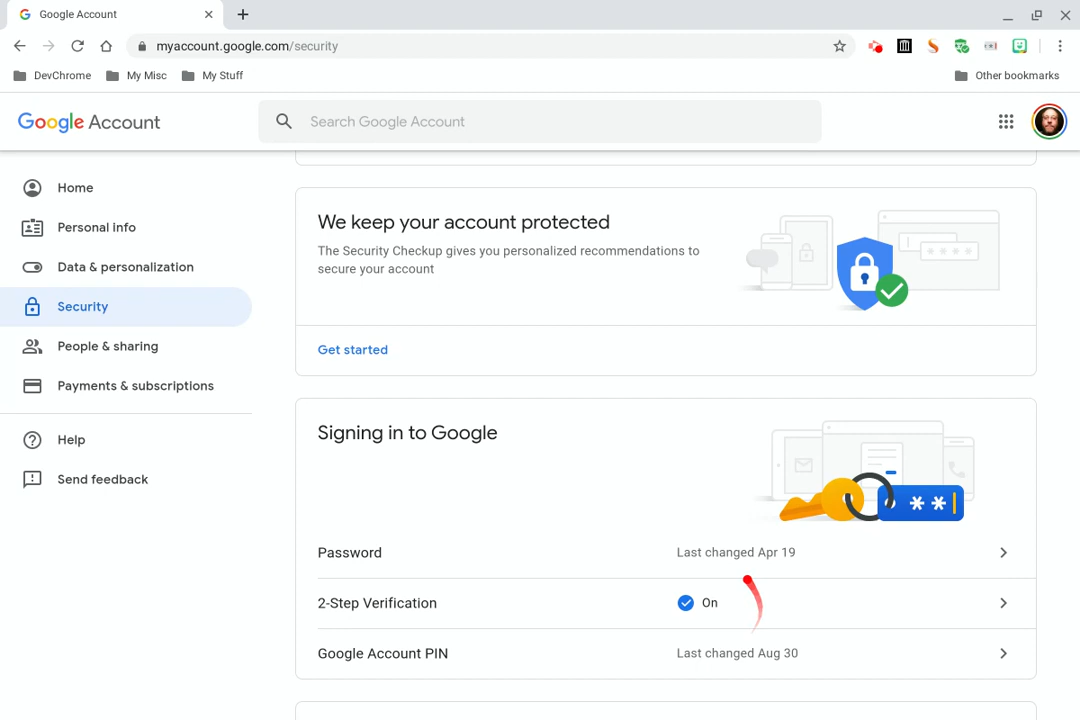 Google Account
myaccount.google.com/security
DevChrome
My Misc
My Stuff
Other bookmarks
Google Account
Search Google Account
Home
Personal info
Data & personalization
Security
People & sharing
Payments & subscriptions
Help
Send feedback
We keep your account protected
The Security Checkup gives you personalized recommendations to
secure your account
Get started
Signing in to Google
Password
Last changed Apr 19
2-Step Verification
On
Google Account PIN
Last changed Aug 30